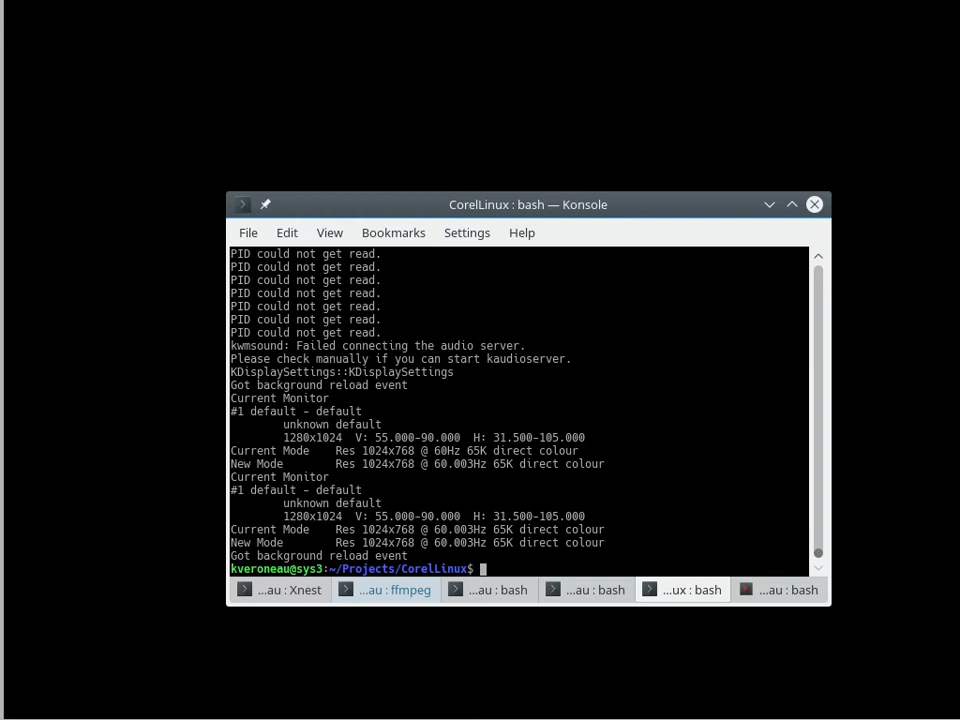 CorelLinux : bash — Konsole
File Edit View Bookmarks Settings Help
PID could not get read.
PID could not get read.
PID could not get read.
PID could not get read.
PID could not get read.
PID could not get read.
PID could not get read.
kwmsound: Failed connecting the audio server.
Please check manually if you can start kaudioserver.
KDisplaySettings::KDisplaySettings
Got background reload event
Current Monitor
#1 default - default
unknown default
1280x1024 V: 55.000-90.000 H: 31.500-105.000
Current Mode Res 1024x768 @ 60Hz 65K direct colour
New Mode Res 1024x768 @ 60.003Hz 65K direct colour
Current Monitor
#1 default - default
unknown default
1280x1024 V: 55.000-90.000 H: 31.500-105.000
Current Mode Res 1024x768 @ 60.003Hz 65K direct colour
New Mode Res 1024x768 @ 60.003Hz 65K direct colour
Got background reload event
kveroneau@sys3:~/Projects/CorelLinux$
...au : Xnest ...au : ffmpeg ...au : bash ...au : bash ...ux : bash ...au : bash